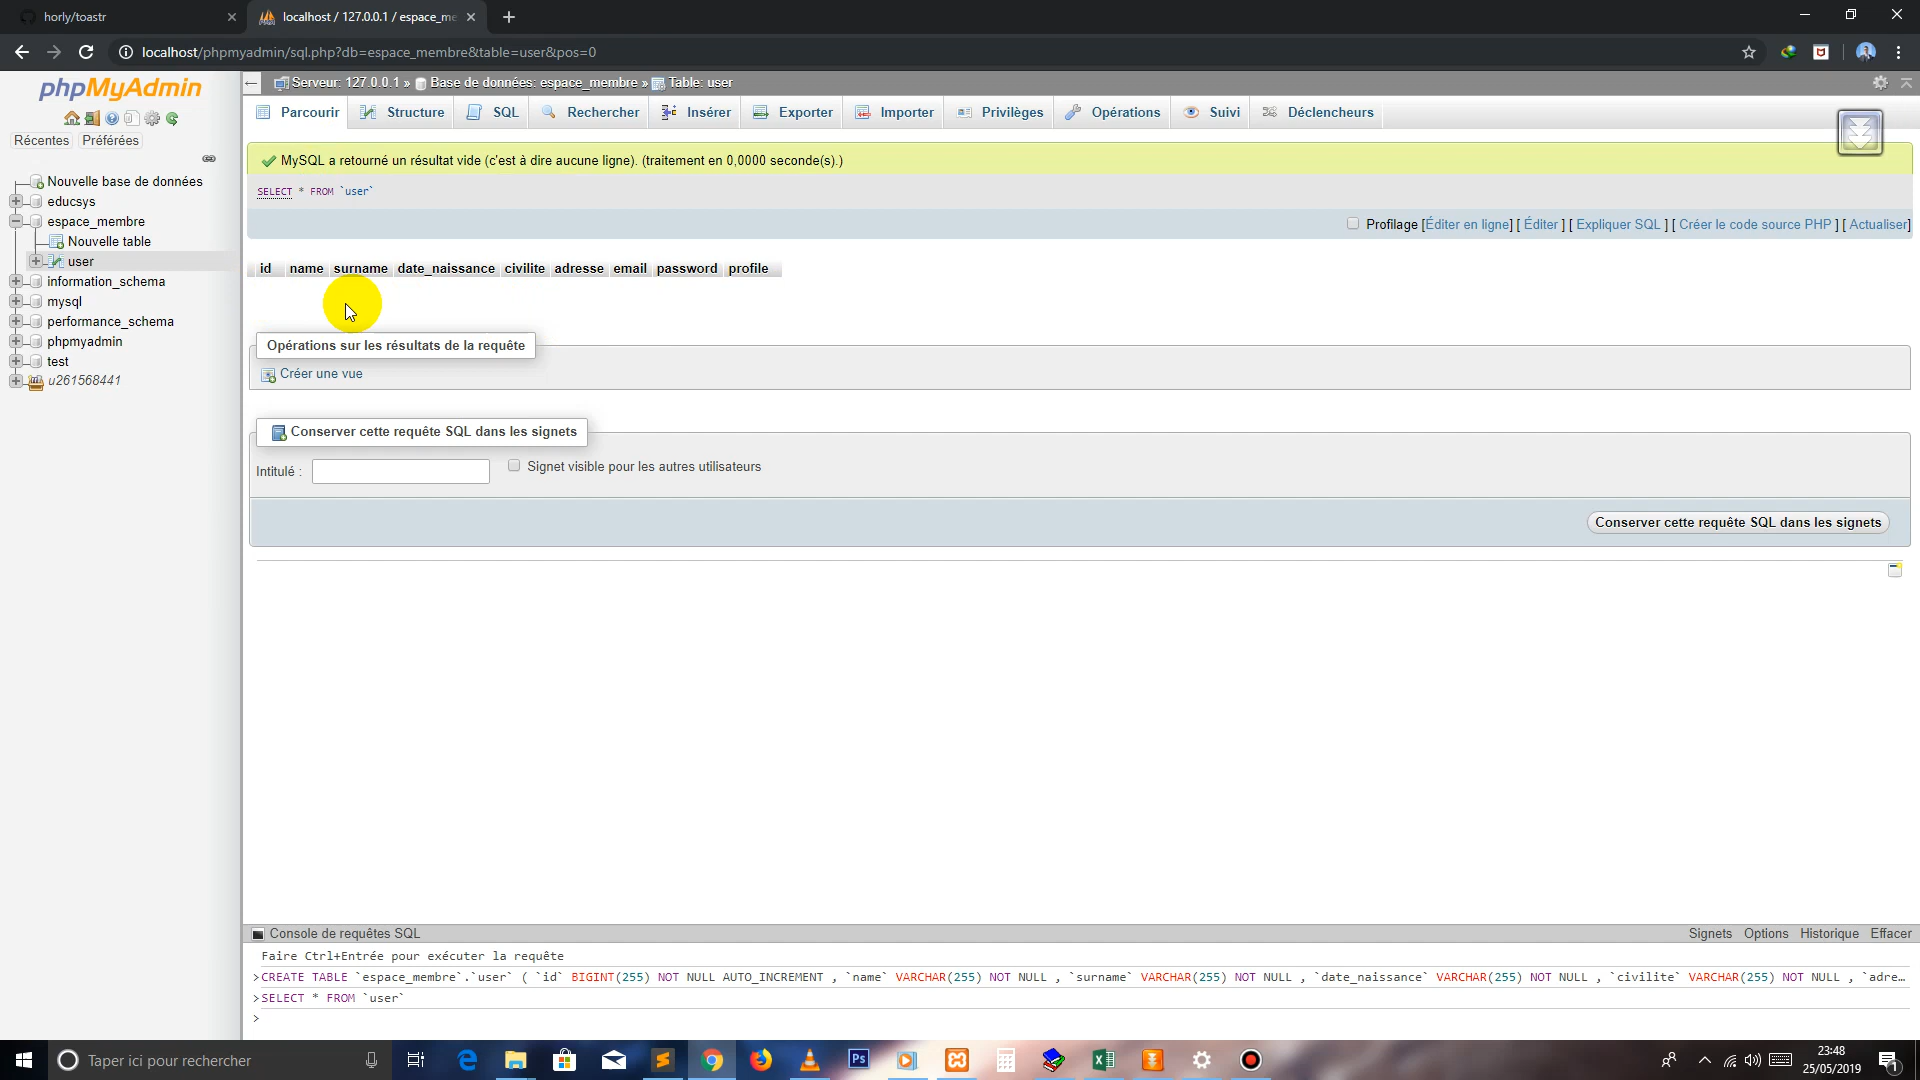 horly/toastr
localhost / 127.0.0.1 / espace_me
localhost/phpmyadmin/sql.php?db=espace_membre&table=user&pos=0
phpMyAdmin
Récentes Préférées
Nouvelle base de données
educsys
espace_membre
Nouvelle table
user
information_schema
mysql
performance_schema
phpmyadmin
test
u261568441
Serveur: 127.0.0.1 » Base de données: espace_membre » Table: user
Parcourir Structure SQL Rechercher Insérer Exporter Importer Privilèges Opérations Suivi Déclencheurs
MySQL a retourné un résultat vide (c'est à dire aucune ligne). (traitement en 0,0000 seconde(s).)
SELECT * FROM `user`
Profilage [Éditer en ligne] [ Éditer ] [ Expliquer SQL ] [ Créer le code source PHP ] [ Actualiser]
id name surname date_naissance civilite adresse email password profile
Opérations sur les résultats de la requête
Créer une vue
Conserver cette requête SQL dans les signets
Intitulé : Signet visible pour les autres utilisateurs
Conserver cette requête SQL dans les signets
Console de requêtes SQL Signets Options Historique Effacer
Faire Ctrl+Entrée pour exécuter la requête
>CREATE TABLE `espace_membre`.`user` ( `id` BIGINT(255) NOT NULL AUTO_INCREMENT , `name` VARCHAR(255) NOT NULL , `surname` VARCHAR(255) NOT NULL , `date_naissance` VARCHAR(255) NOT NULL , `civilite` VARCHAR(255) NOT NULL , `adre…
>SELECT * FROM `user`
>
Taper ici pour rechercher
Ps
23:48
25/05/2019
1